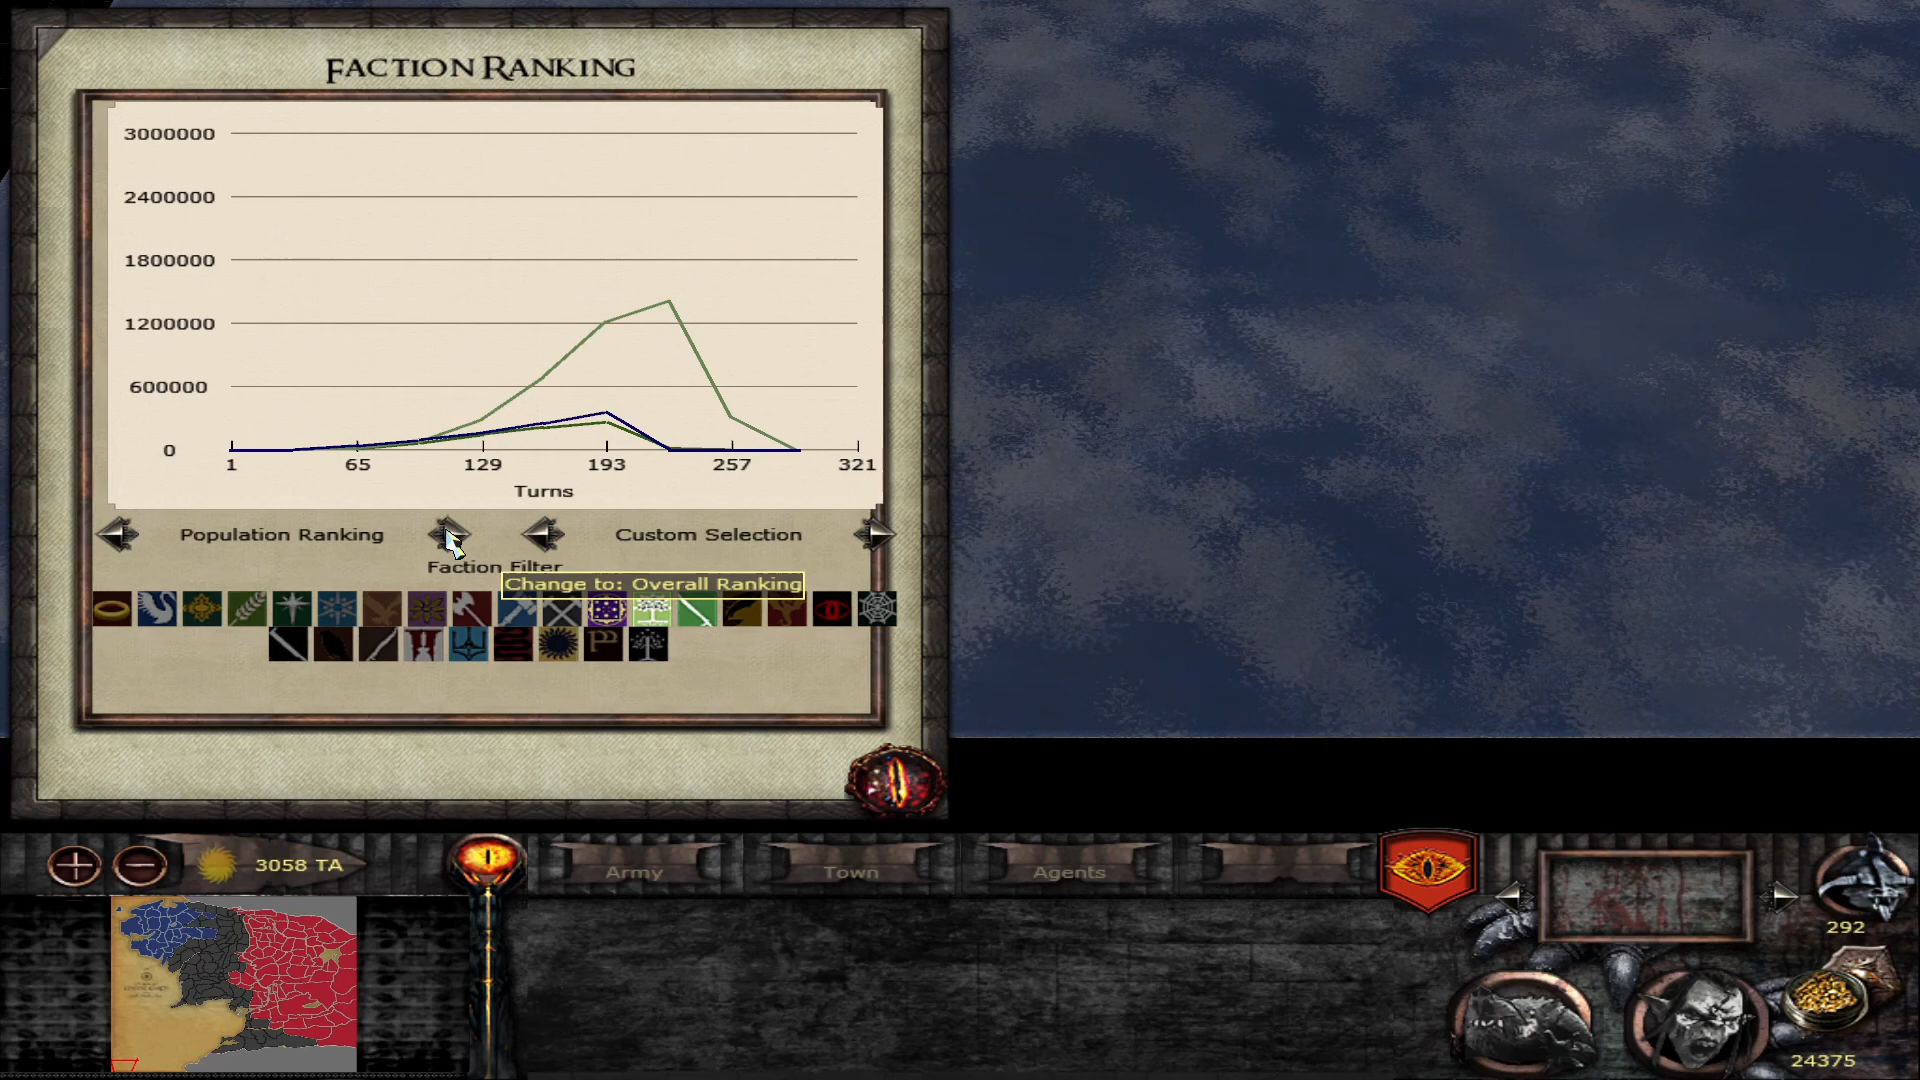 FACTION RANKING
3000000
2400000
1800000
1200000
600000
0
1 65 129 193 257 321
Turns
Population Ranking Custom Selection
Faction Filter
Change to: Overall Ranking
3058 TA
Army Town Agents
292
24375